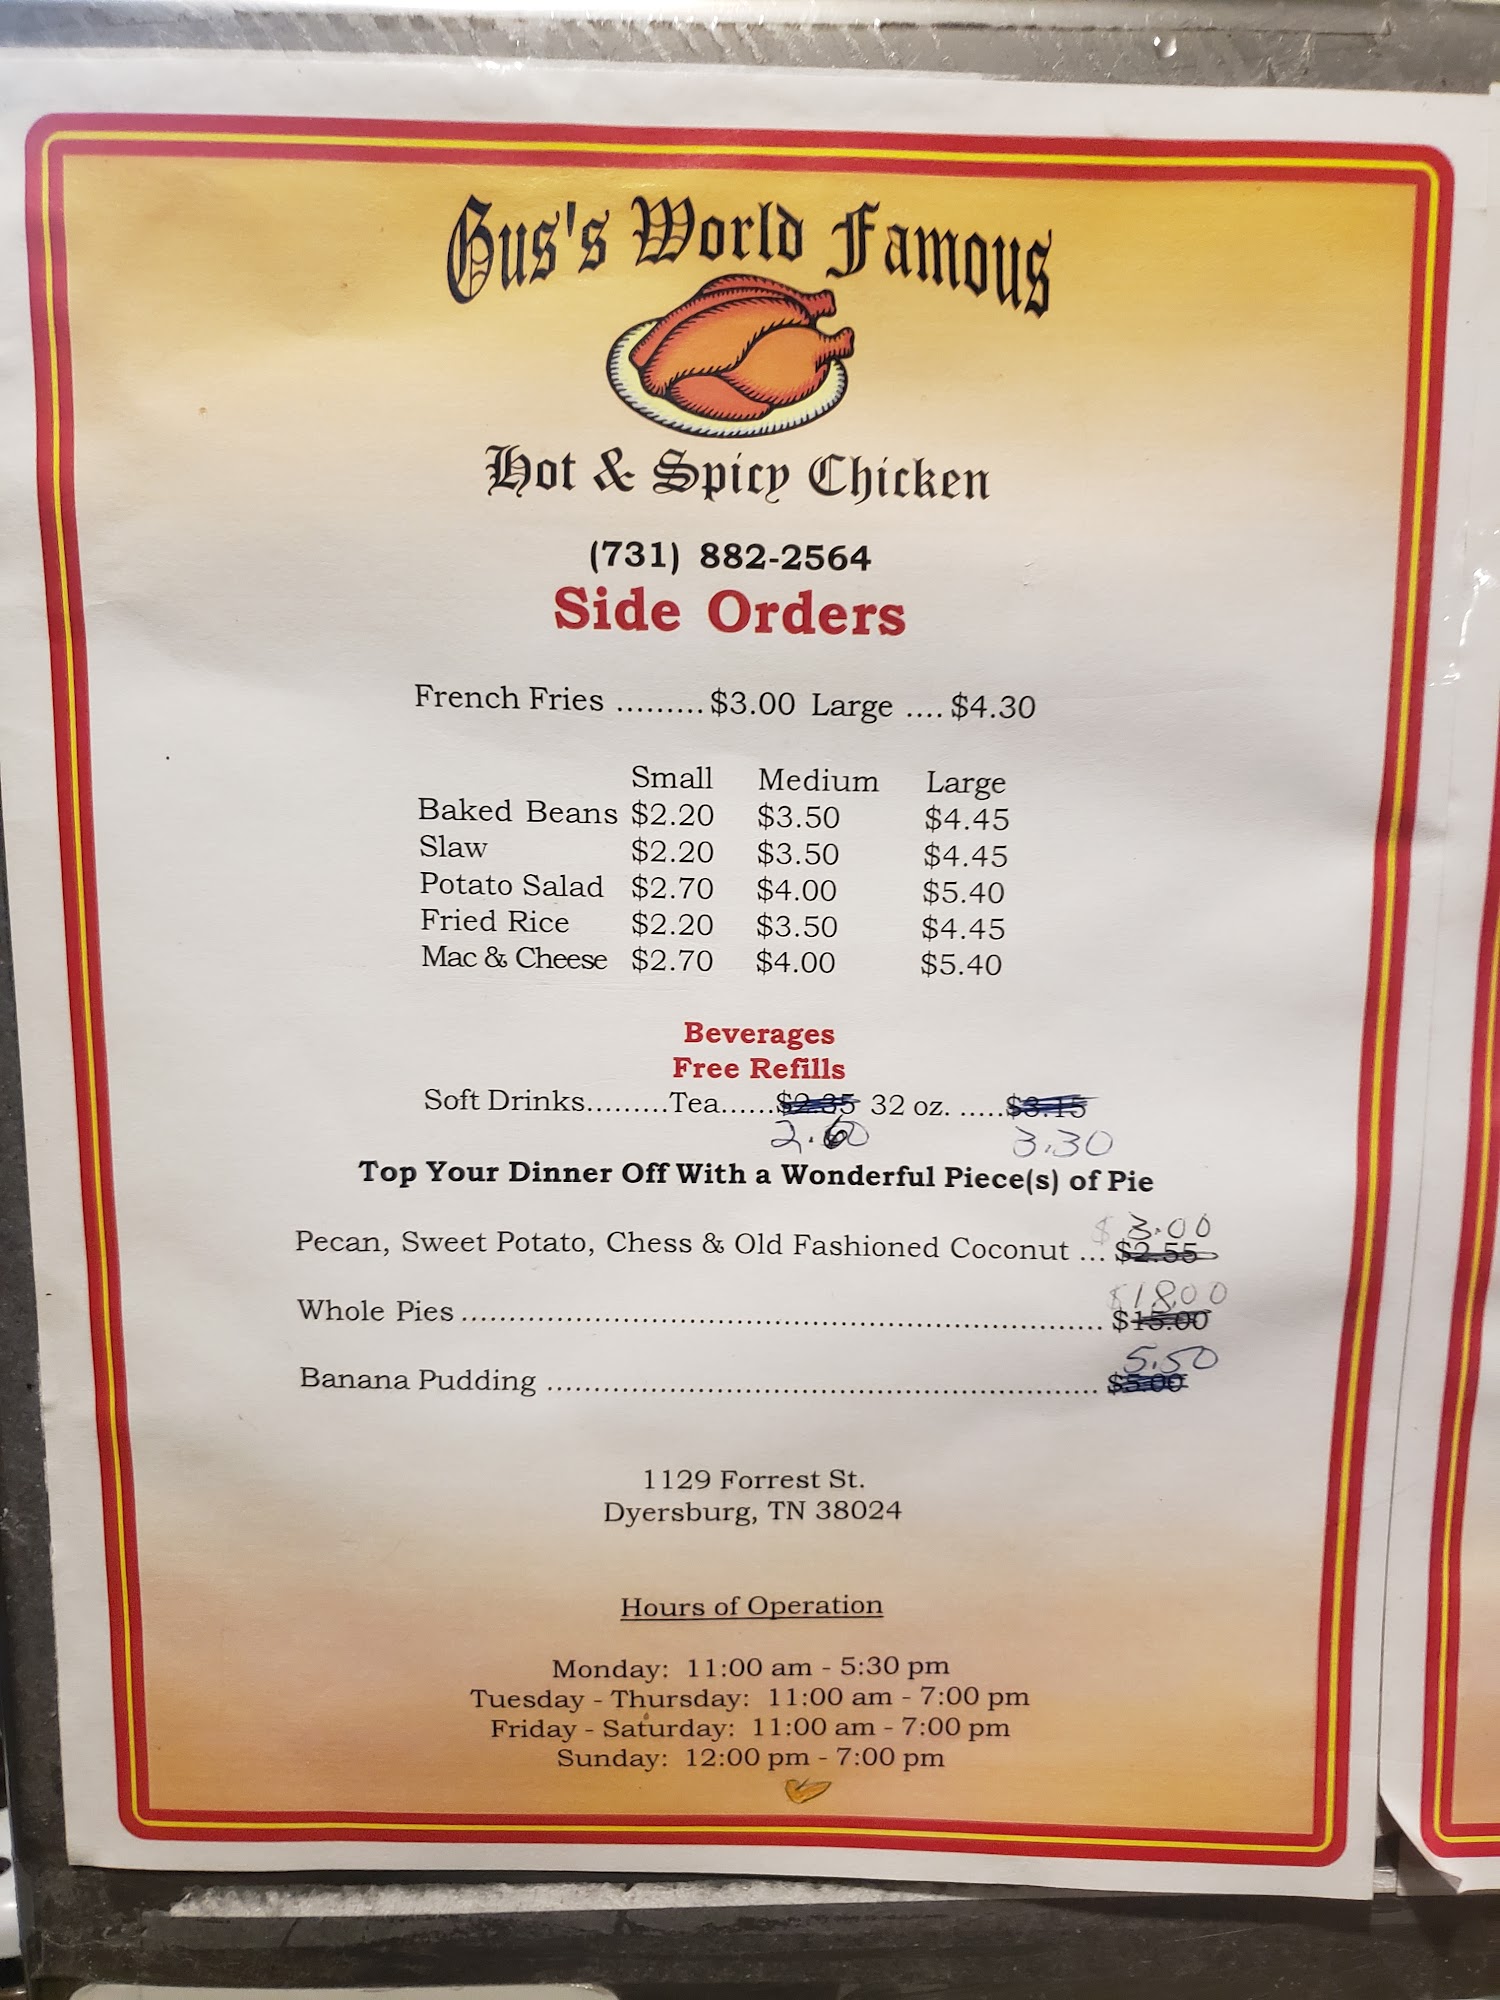 Gus's World Famous
Hot & Spicy Chicken
(731) 882-2564
Side Orders
French Fries ......... $3.00 Large .... $4.30
Small Medium Large
Baked Beans $2.20 $3.50 $4.45
Slaw $2.20 $3.50 $4.45
Potato Salad $2.70 $4.00 $5.40
Fried Rice $2.20 $3.50 $4.45
Mac & Cheese $2.70 $4.00 $5.40
Beverages
Free Refills
Soft Drinks.........Tea......$2.35 32 oz. .....$3.15
2.60 3.30
Top Your Dinner Off With a Wonderful Piece(s) of Pie
$3.00
Pecan, Sweet Potato, Chess & Old Fashioned Coconut ... $2.55
$18.00
Whole Pies ..................................................................... $15.00
5.50
Banana Pudding ........................................................... $5.00
1129 Forrest St.
Dyersburg, TN 38024
Hours of Operation
Monday: 11:00 am - 5:30 pm
Tuesday - Thursday: 11:00 am - 7:00 pm
Friday - Saturday: 11:00 am - 7:00 pm
Sunday: 12:00 pm - 7:00 pm